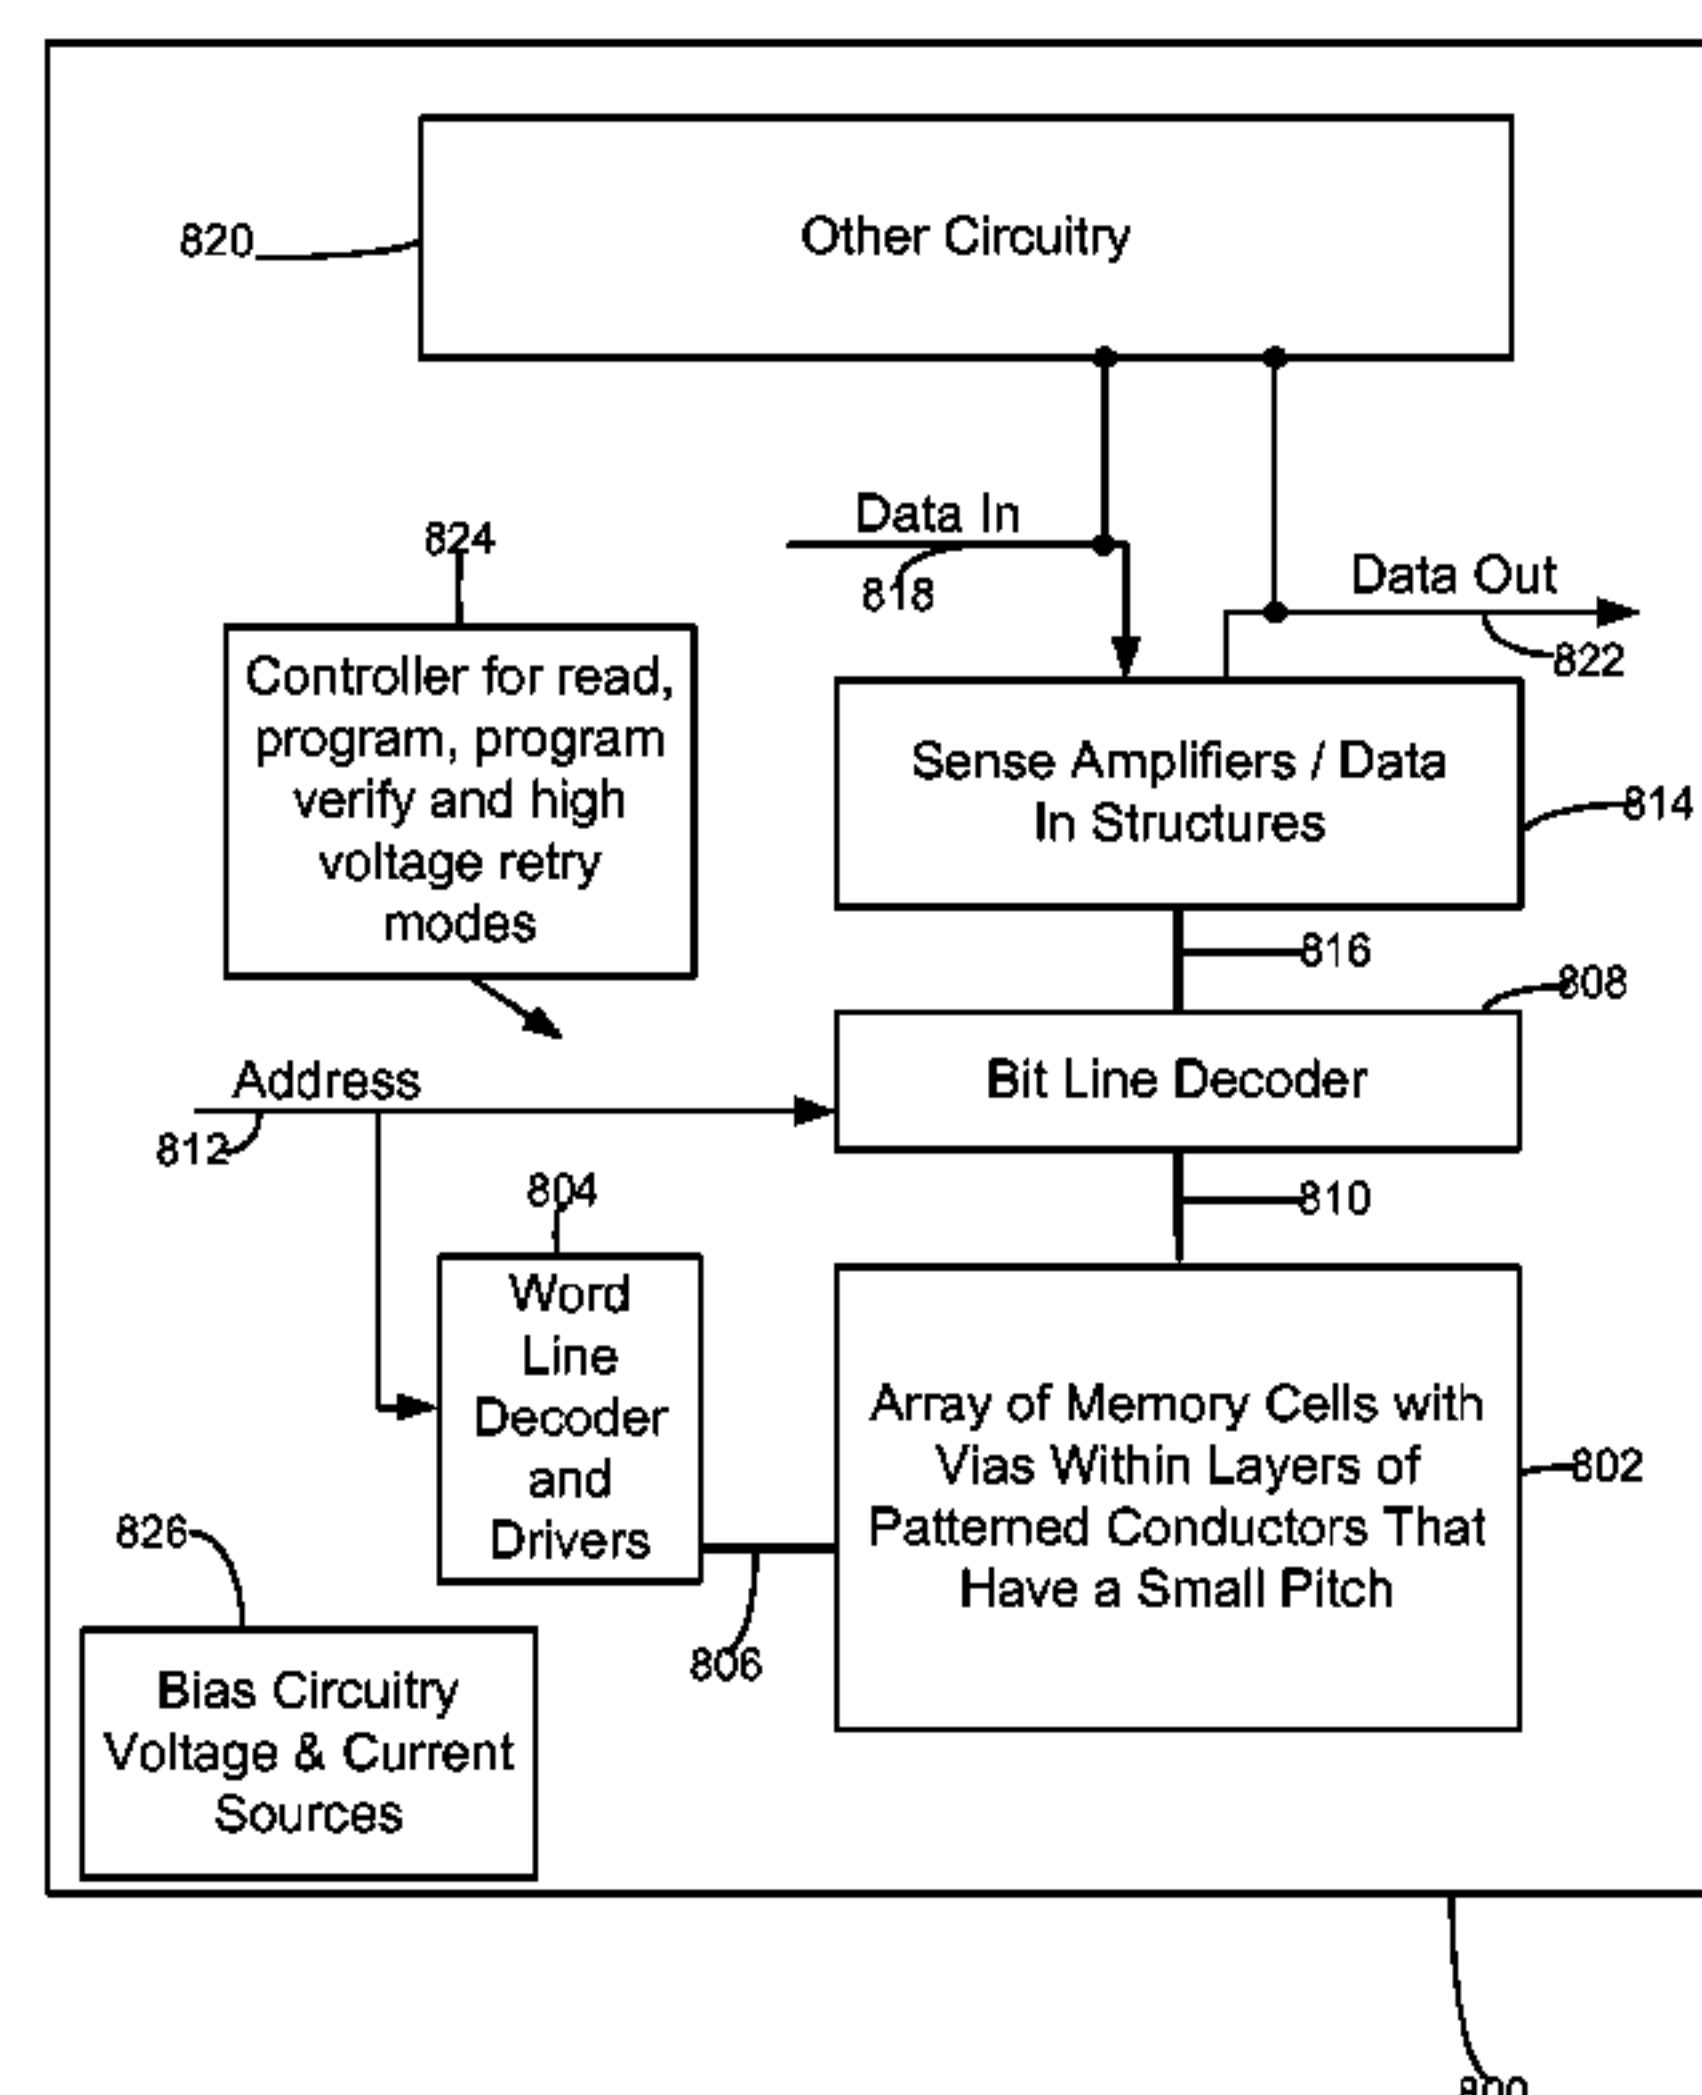 820
Other Circuitry
Data In
818
824
Data Out
822
Controller for read,
program, program
verify and high
voltage retry
modes
Sense Amplifiers / Data
In Structures
814
816
808
Address
812
Bit Line Decoder
804
810
Word
Line
Decoder
and
Drivers
Array of Memory Cells with
Vias Within Layers of
Patterned Conductors That
Have a Small Pitch
802
826
806
Bias Circuitry
Voltage & Current
Sources
800